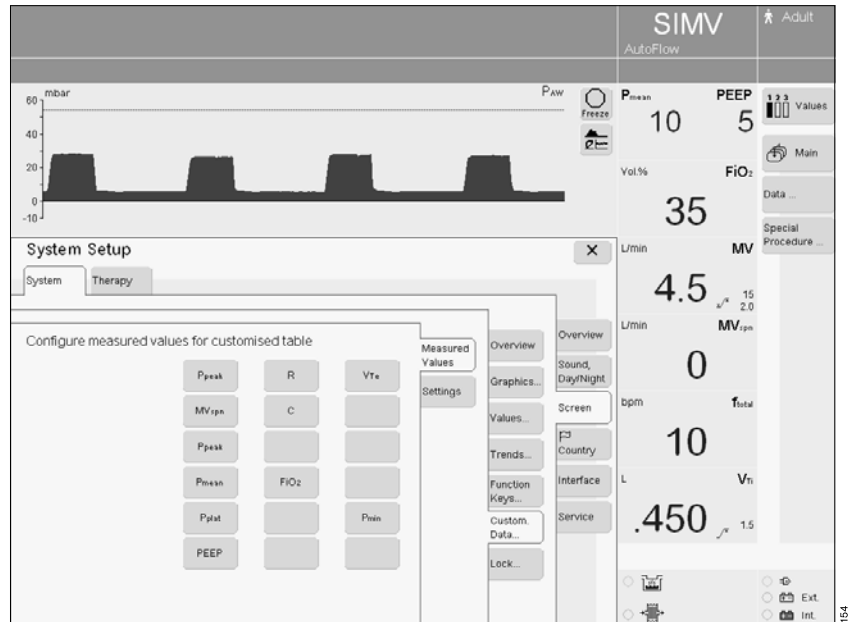 SIMV
AutoFlow
Adult
mbar
PAW
60
40
20
0
-10
Freeze
Pmean PEEP
10 5
Vol.% FiO2
35
L/min MV
4.5 15
2.0
L/min MVspn
0
bpm ftotal
10
L VTi
.450 1.5
1 2 3
Values
Main
Data ...
Special
Procedure ...
System Setup
X
System Therapy
Configure measured values for customised table
Ppeak R VTe
MVspn C
Ppeak
Pmean FiO2
Pplat Pmin
PEEP
Measured
Values
Settings
Overview
Graphics...
Values...
Trends...
Function
Keys...
Custom.
Data...
Lock...
Overview
Sound,
Day/Night
Screen
Country
Interface
Service
Ext.
Int.
154